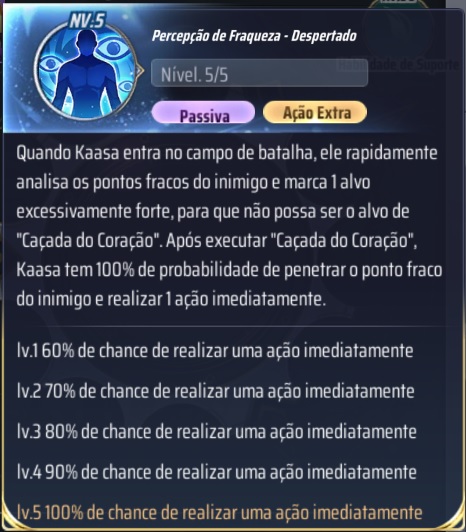 NV.5
Percepção de Fraqueza - Despertado
Nível. 5/5
Passiva
Ação Extra
Quando Kaasa entra no campo de batalha, ele rapidamente
analisa os pontos fracos do inimigo e marca 1 alvo
excessivamente forte, para que não possa ser o alvo de
"Caçada do Coração". Após executar "Caçada do Coração",
Kaasa tem 100% de probabilidade de penetrar o ponto fraco
do inimigo e realizar 1 ação imediatamente.
lv.1 60% de chance de realizar uma ação imediatamente
lv.2 70% de chance de realizar uma ação imediatamente
lv.3 80% de chance de realizar uma ação imediatamente
lv.4 90% de chance de realizar uma ação imediatamente
lv.5 100% de chance de realizar uma ação imediatamente